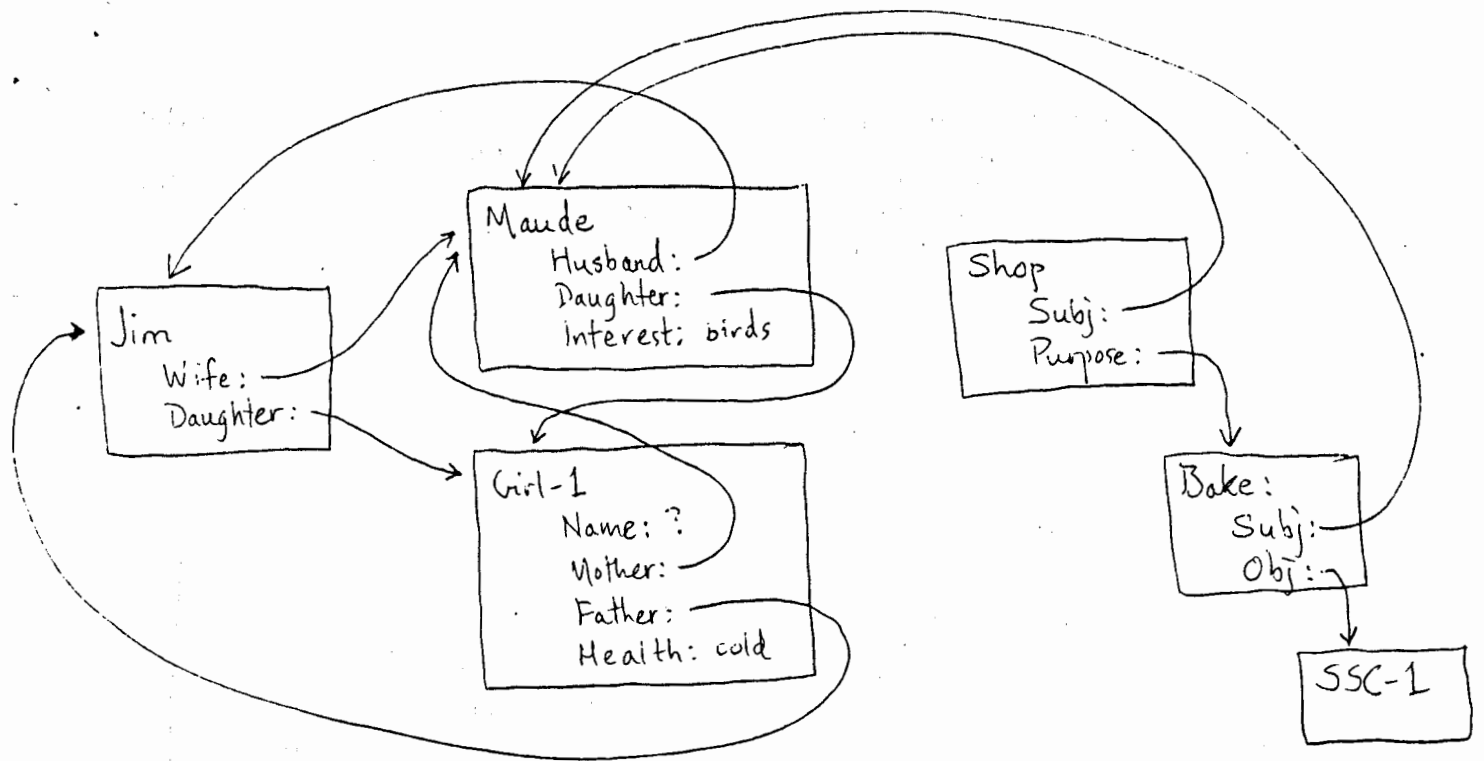 Maude
Husband:
Daughter:
Interest: birds
Shop
Subj:
Purpose:
Jim
Wife:
Daughter:
Girl-1
Name: ?
Mother:
Father:
Health: cold
Bake:
Subj:
Obj:
SSC-1